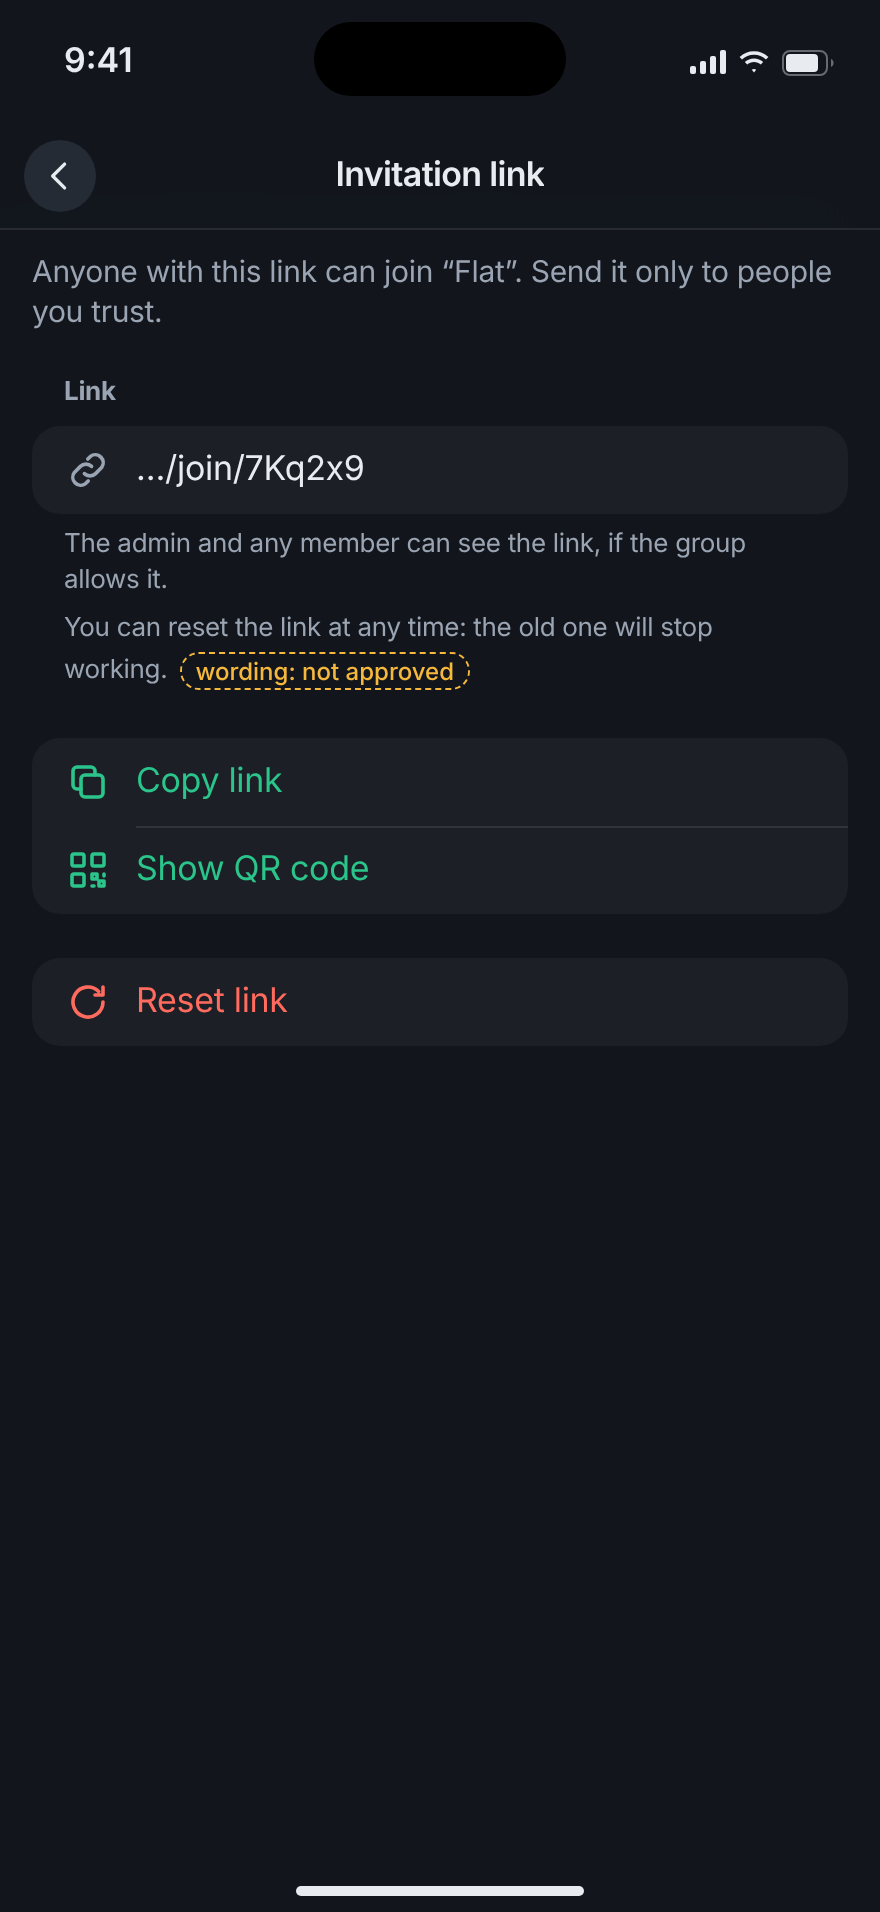 9:41
Invitation link
Anyone with this link can join “Flat”. Send it only to people
you trust.
Link
.../join/7Kq2x9
The admin and any member can see the link, if the group
allows it.
You can reset the link at any time: the old one will stop
working. wording: not approved
Copy link
Show QR code
Reset link